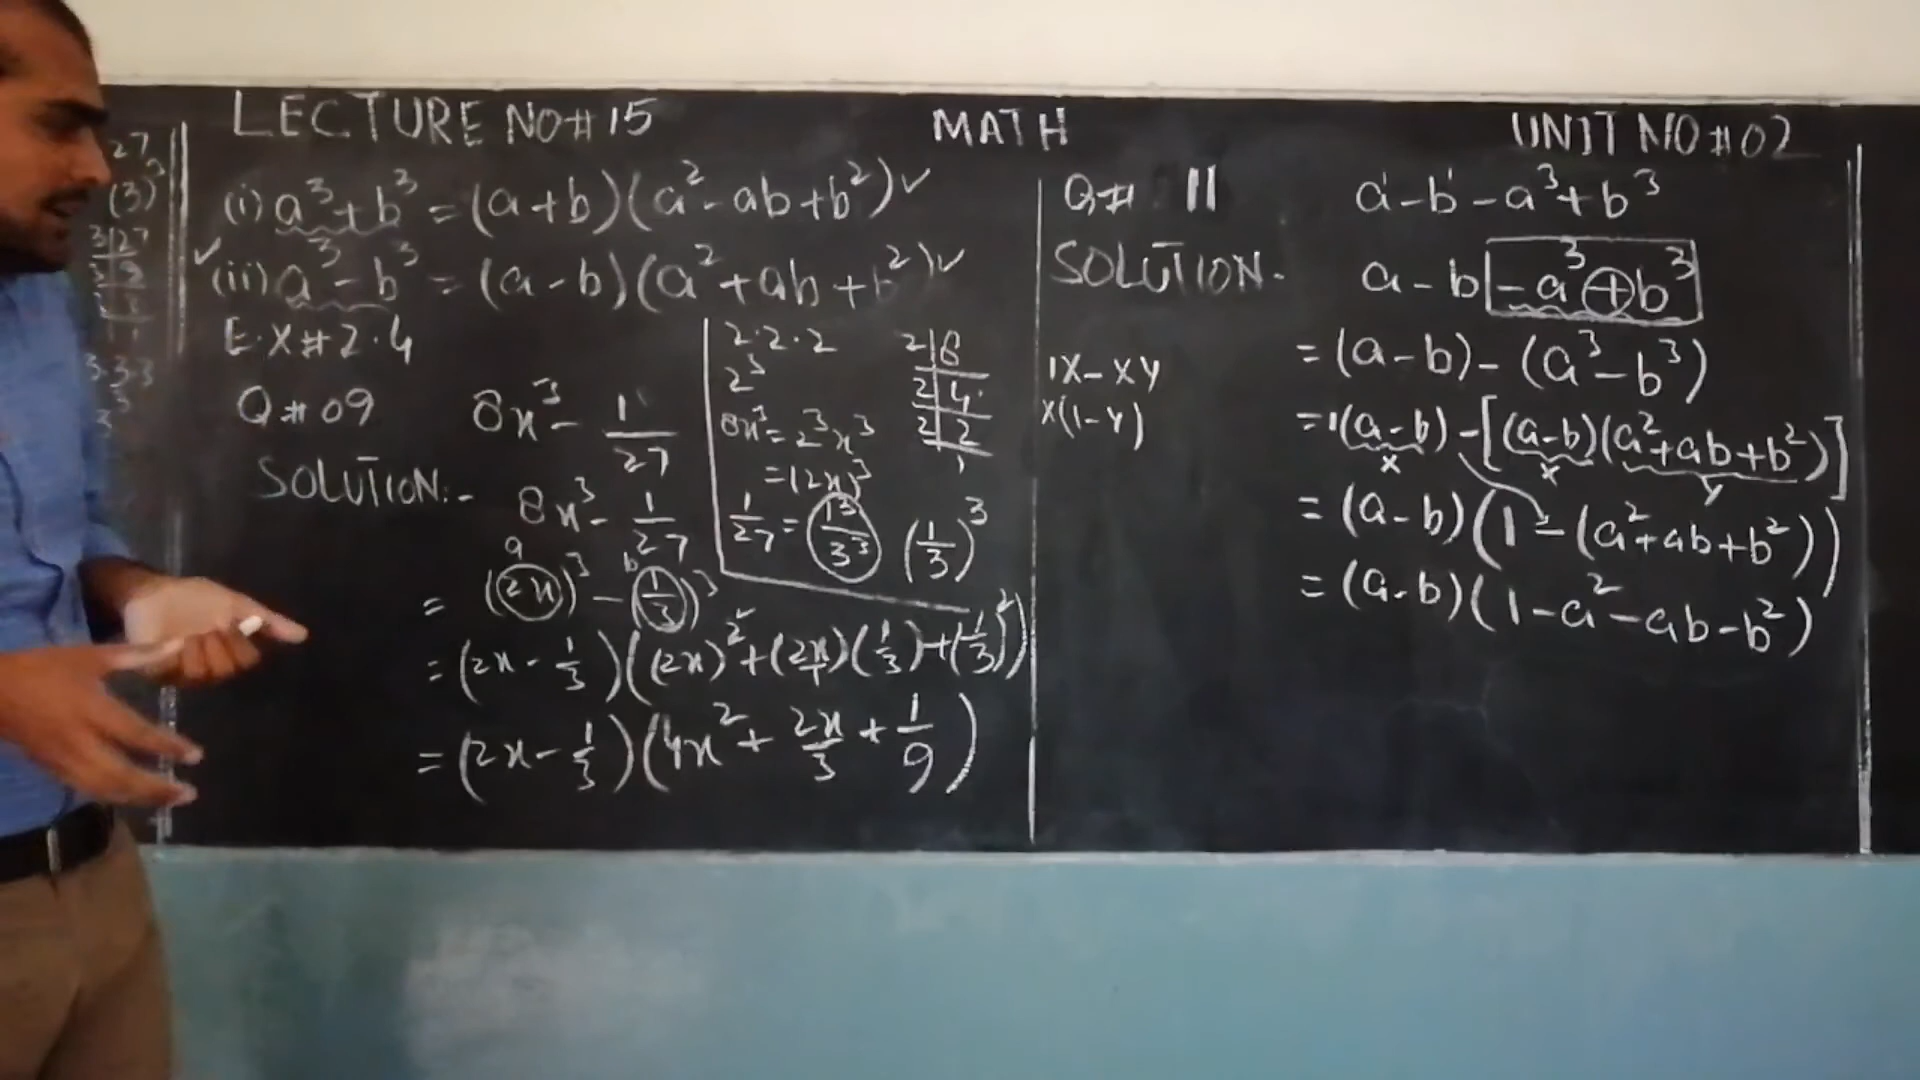 LECTURE NO# 15 MATH UNIT NO # 02
27
(3)³
3|27
3|9
3·3·3
3³
(i) a³+b³ = (a+b)(a²-ab+b²) ✓
✓(ii) a³-b³ = (a-b)(a²+ab+b²) ✓
E.X# 2.4
Q# 09 8x³ - 1/27
SOLUTION:-
8x³ - 1/27
a b
= (2x)³ - (1/3)³
= (2x - 1/3)((2x)² + (2x/1)(1/3) + (1/3)²)
= (2x - 1/3)(4x² + 2x/3 + 1/9)
2·2·2
2³
8x³ = 2³x³
= (2x)³
1/27 = 1³/3³ (1/3)³
2|8
2|4
2|2
1
Q# 11 a-b-a³+b³
SOLUTION- a-b -a³+b³
= (a-b) - (a³-b³)
1X-XY
X(1-Y)
= 1(a-b) - [(a-b)(a²+ab+b²)]
X X Y
= (a-b)(1-(a²+ab+b²))
= (a-b)(1-a²-ab-b²)